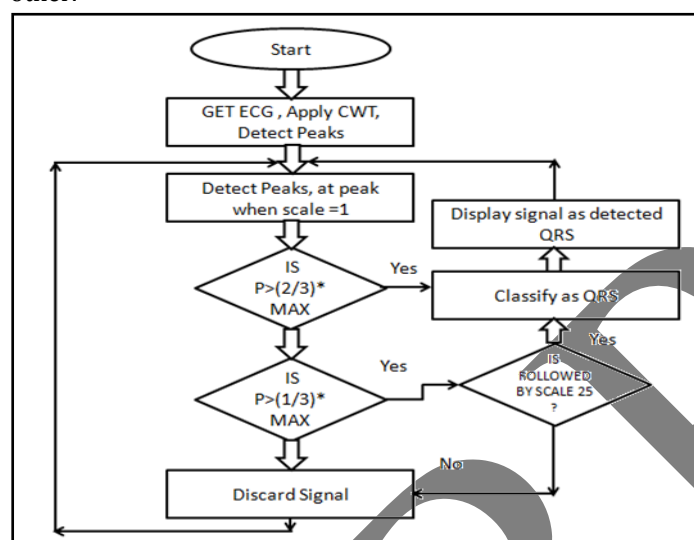 other.
Start
GET ECG , Apply CWT,
Detect Peaks
Detect Peaks, at peak
when scale =1
Display signal as detected
QRS
IS
P>(2/3)*
MAX
Yes
Classify as QRS
Yes
IS
P>(1/3)*
MAX
Yes
IS
ROLLOWED
BY SCALE 25
?
No
Discard Signal